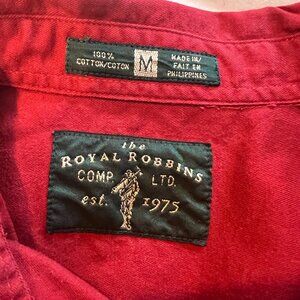 100%
COTTON/COTON
M
MADE IN/
FAIT EN
PHILIPPINES
the
ROYAL ROBBINS
COMP LTD.
est. 1975